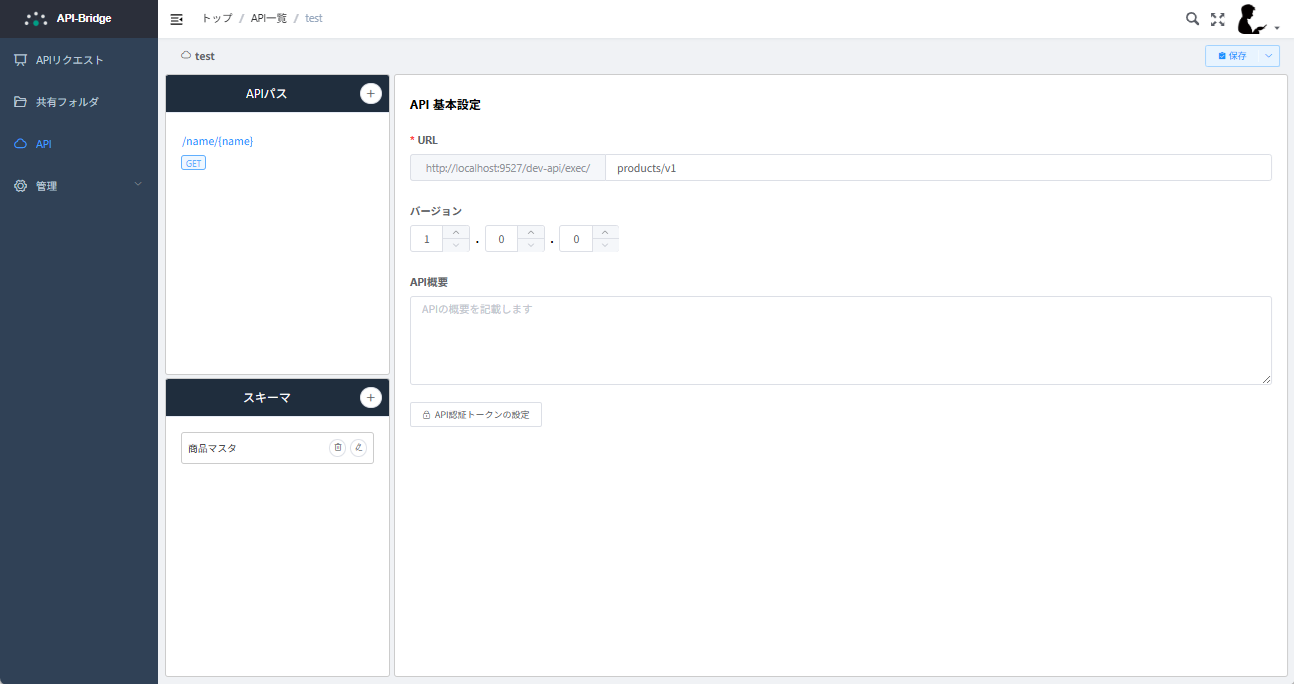 API-Bridge
トップ / API一覧 / test
APIリクエスト
共有フォルダ
API
管理
test
保存
APIパス
/name/{name}
GET
スキーマ
商品マスタ
API 基本設定
* URL
http://localhost:9527/dev-api/exec/ products/v1
バージョン
1 . 0 . 0
API概要
APIの概要を記載します
API認証トークンの設定